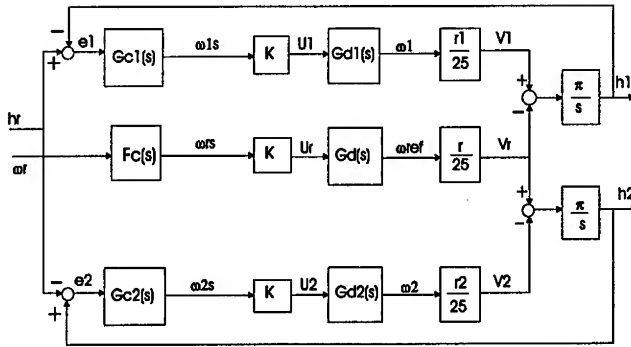 − e1 Gc1(s) ω1s K U1 Gd1(s) ω1 r1/25 V1 + − π/s h1
+
hr
ωr Fc(s) ωrs K Ur Gd(s) ωref r/25 Vr
+ − π/s h2
− e2 Gc2(s) ω2s K U2 Gd2(s) ω2 r2/25 V2
+